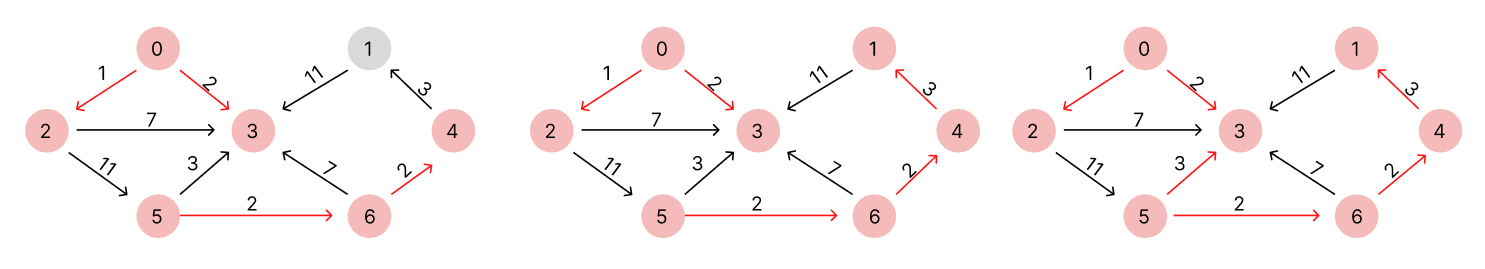 0 1 0 1 0 1
1 2 11 3 1 2 11 3 1 2 11 3
2 7 3 4 2 7 3 4 2 7 3 4
11 3 7 2 11 3 7 2 11 3 7 2
5 2 6 5 2 6 5 2 6